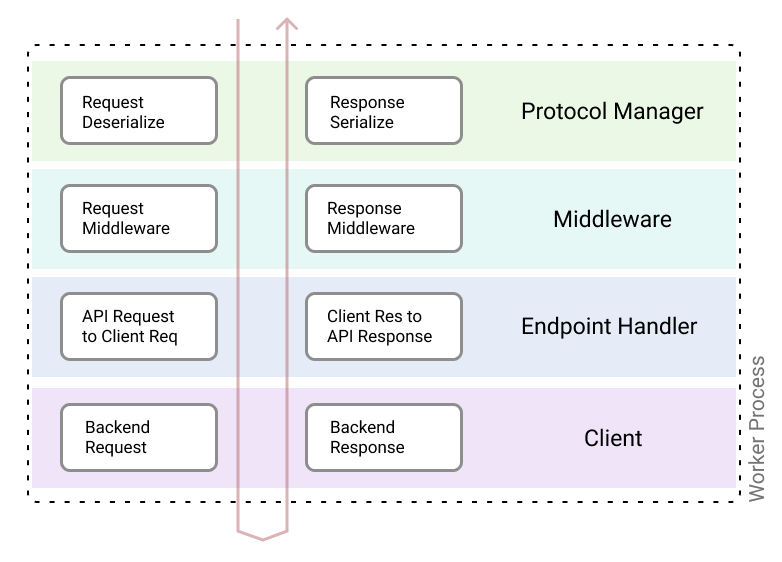 Request
Deserialize
Response
Serialize
Protocol Manager
Request
Middleware
Response
Middleware
Middleware
API Request
to Client Req
Client Res to
API Response
Endpoint Handler
Backend
Request
Backend
Response
Client
Worker Process